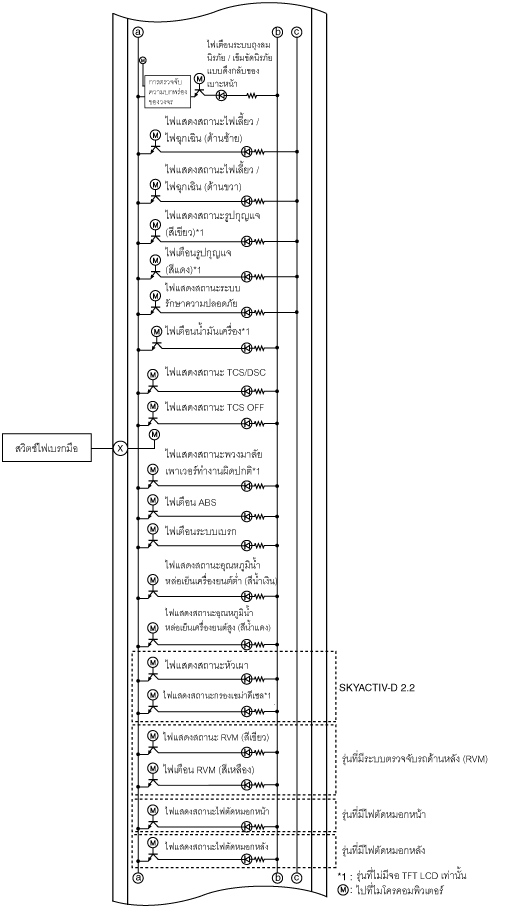 a b c
ไฟเตือนระบบถุงลม
นิรภัย / เข็มขัดนิรภัย
แบบดึงกลับของ
เบาะหน้า
M
M
การตรวจจับ
ความบกพร่อง
ของวงจร
ไฟแสดงสถานะไฟเลี้ยว /
M
ไฟฉุกเฉิน (ด้านซ้าย)
ไฟแสดงสถานะไฟเลี้ยว /
M
ไฟฉุกเฉิน (ด้านขวา)
ไฟแสดงสถานะรูปกุญแจ
M
(สีเขียว)*1
ไฟเตือนรูปกุญแจ
M
(สีแดง)*1
ไฟแสดงสถานะระบบ
M
รักษาความปลอดภัย
M ไฟเตือนน้ำมันเครื่อง*1
M ไฟแสดงสถานะ TCS/DSC
M ไฟแสดงสถานะ TCS OFF
M
สวิตช์ไฟเบรกมือ
X
ไฟแสดงสถานะพวงมาลัย
M เพาเวอร์ทำงานผิดปกติ*1
M ไฟเตือน ABS
M ไฟเตือนระบบเบรก
ไฟแสดงสถานะอุณหภูมิน้ำ
M หล่อเย็นเครื่องยนต์ต่ำ (สีน้ำเงิน)
ไฟแสดงสถานะอุณหภูมิน้ำ
M หล่อเย็นเครื่องยนต์สูง (สีน้ำแดง)
M ไฟแสดงสถานะหัวเผา
SKYACTIV-D 2.2
M ไฟแสดงสถานะกรองเขม่าดีเซล*1
M ไฟแสดงสถานะ RVM (สีเขียว)
รุ่นที่มีระบบตรวจจับรถด้านหลัง (RVM)
M ไฟเตือน RVM (สีเหลือง)
M ไฟแสดงสถานะไฟตัดหมอกหน้า
รุ่นที่มีไฟตัดหมอกหน้า
M ไฟแสดงสถานะไฟตัดหมอกหลัง
รุ่นที่มีไฟตัดหมอกหลัง
a b c
*1 : รุ่นที่ไม่มีจอ TFT LCD เท่านั้น
M : ไปที่ไมโครคอมพิวเตอร์